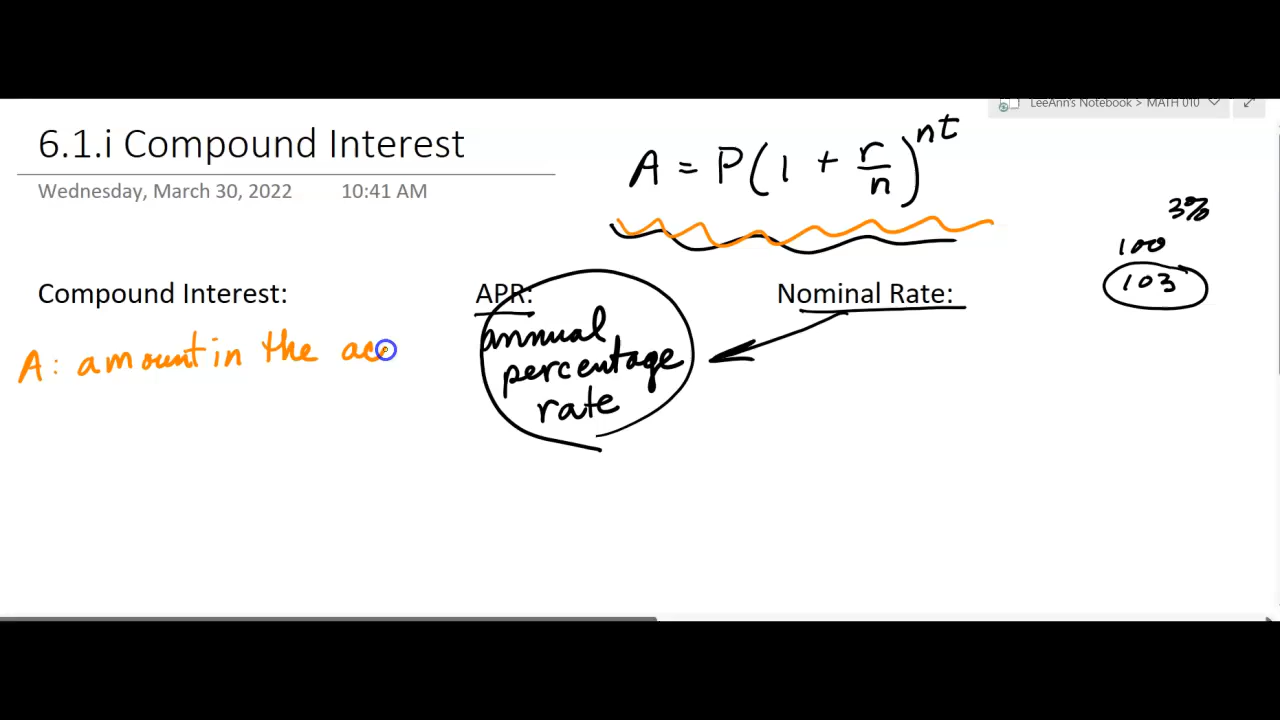 LeeAnn's Notebook > MATH 010
6.1.i Compound Interest
A = P(1 + r/n)^nt
Wednesday, March 30, 2022 10:41 AM
3%
100
103
Compound Interest: APR: Nominal Rate:
A: amount in the acc
annual
percentage
rate